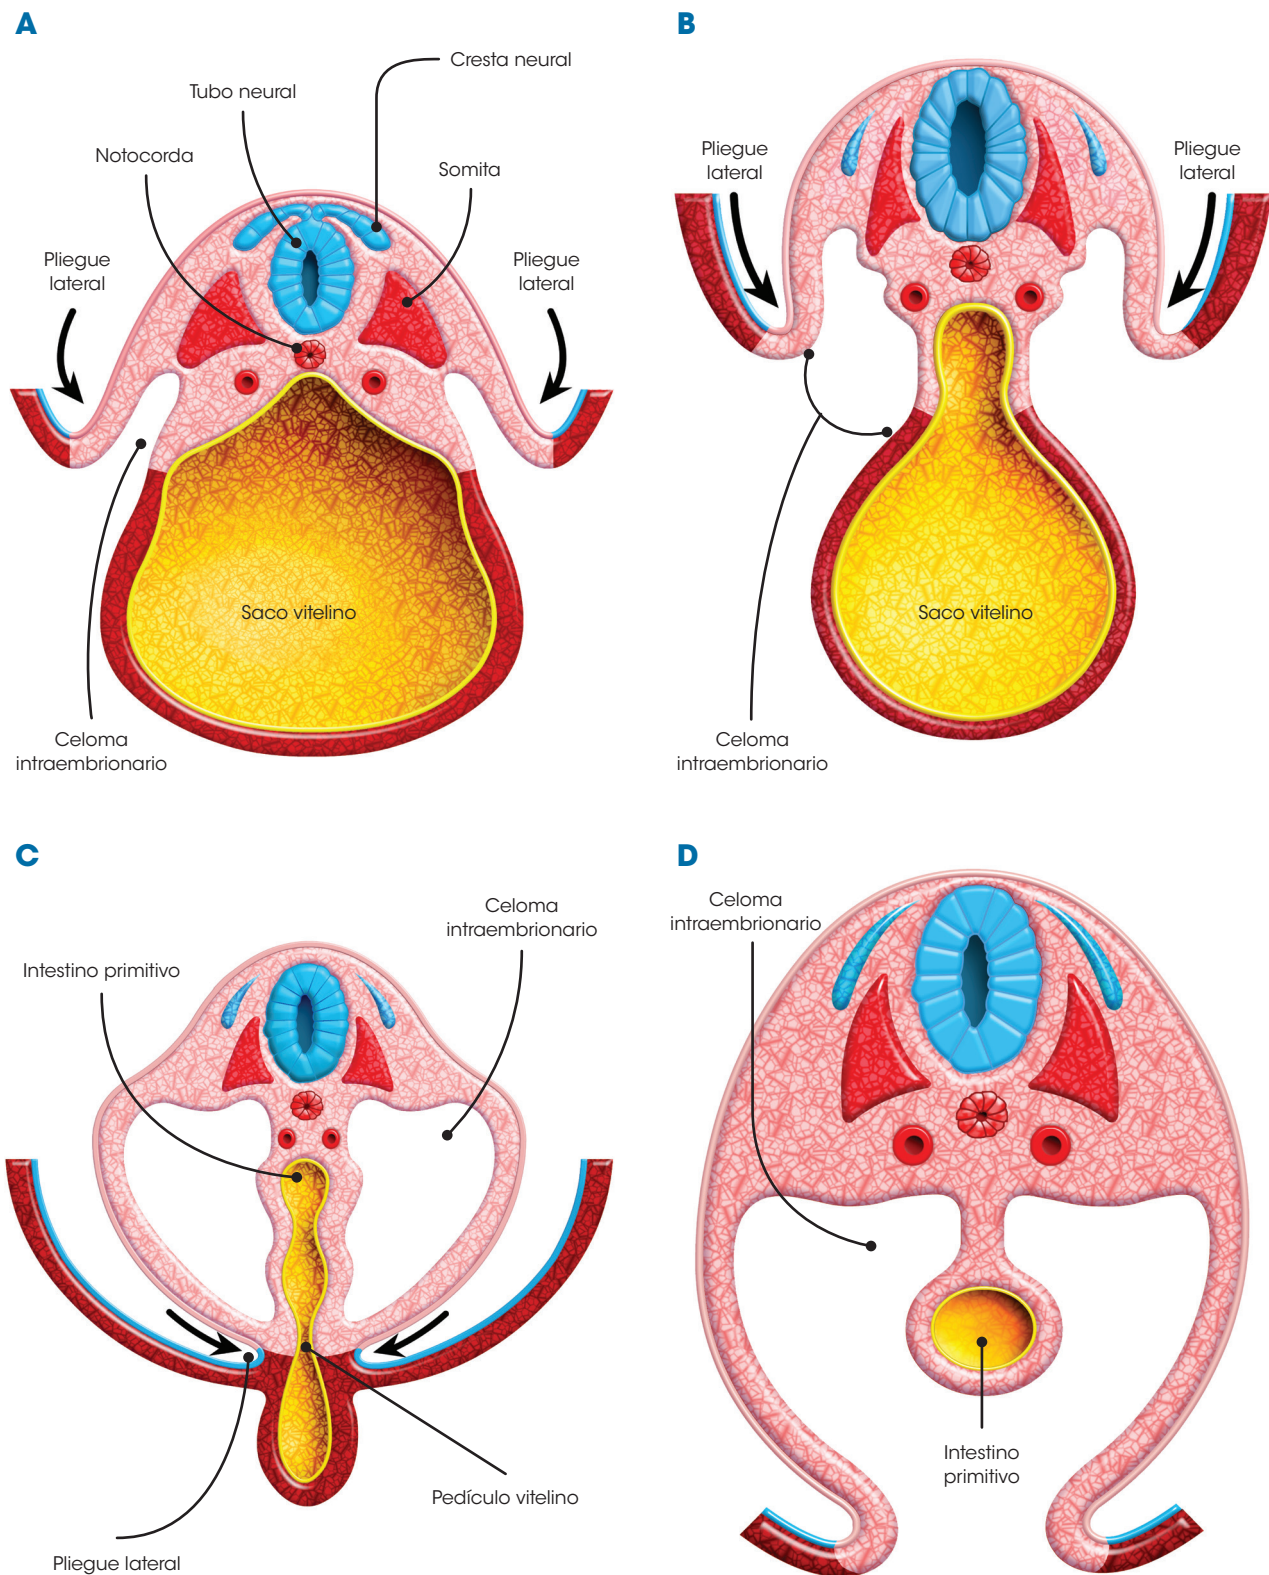 A
Cresta neural
Tubo neural
Notocorda
Somita
Pliegue
lateral
Pliegue
lateral
Saco vitelino
Celoma
intraembrionario
B
Pliegue
lateral
Pliegue
lateral
Saco vitelino
Celoma
intraembrionario
C
Celoma
intraembrionario
Intestino primitivo
Pedículo vitelino
Pliegue lateral
D
Celoma
intraembrionario
Intestino
primitivo